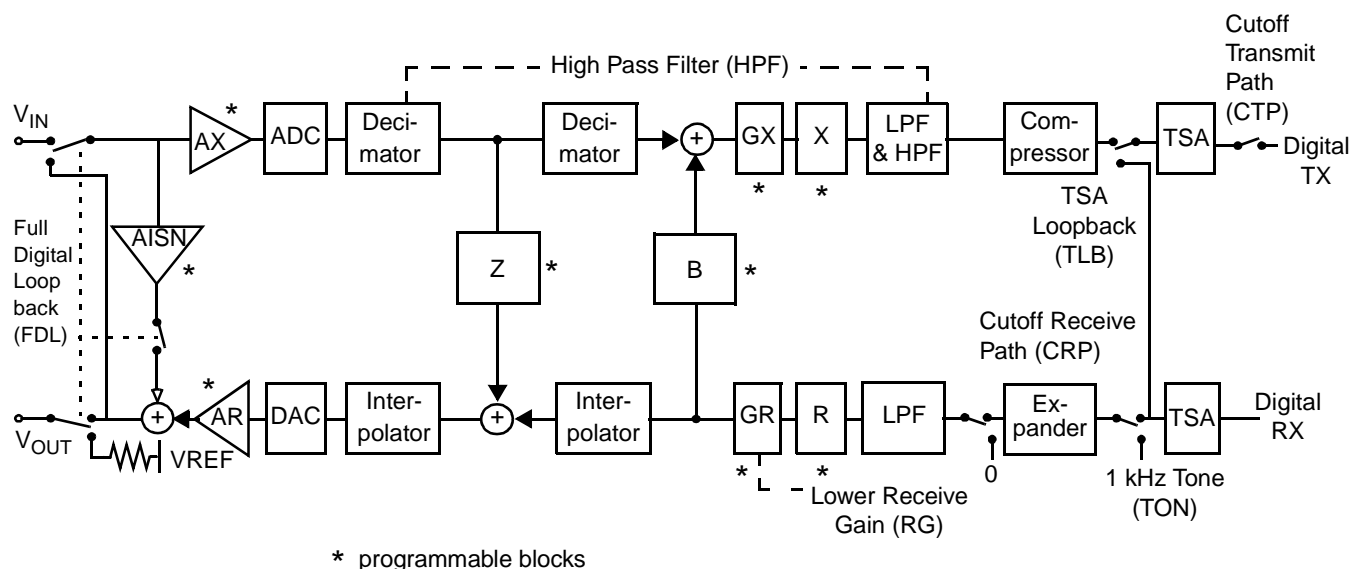 High Pass Filter (HPF)
Cutoff
Transmit
Path
(CTP)
VIN
*
AX
ADC
Deci-
mator
Deci-
mator
+
GX
X
LPF
& HPF
Com-
pressor
TSA
Digital
TX
*
*
TSA
Loopback
(TLB)
Full
Digital
Loop
back
(FDL)
AISN
*
Z
*
B
*
Cutoff Receive
Path (CRP)
*
VOUT
+
AR
DAC
Inter-
polator
+
Inter-
polator
GR
R
LPF
Ex-
pander
TSA
Digital
RX
VREF
*
*
0
1 kHz Tone
(TON)
Lower Receive
Gain (RG)
* programmable blocks